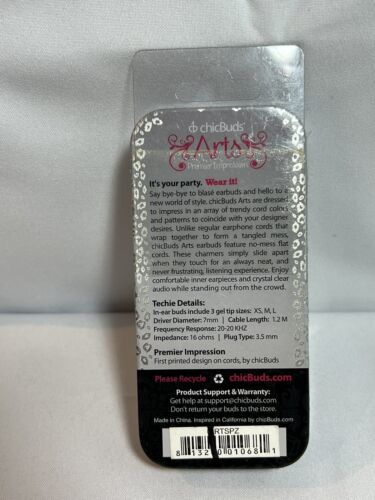 chicBuds
Arts
Premier Impression
It's your party. Wear it!
Say bye-bye to blasé earbuds and hello to a
new world of style. chicBuds Arts are dressed
to impress in an array of trendy cord colors
and patterns to coincide with your designer
desires. Unlike regular earphone cords that
wrap together to form a tangled mess,
chicBuds Arts earbuds feature no-mess flat
cords. These charmers simply slide apart
when they touch for an always neat, and
never frustrating, listening experience. Enjoy
comfortable inner earpieces and crystal clear
audio while standing out from the crowd.
Techie Details:
In-ear buds include 3 gel tip sizes: XS, M, L
Driver Diameter: 7mm | Cable Length: 1.2 M
Frequency Response: 20-20 KHZ
Impedance: 16 ohms | Plug Type: 3.5 mm
Premier Impression
First printed design on cords, by chicBuds
Please Recycle chicBuds.com
Product Support & Warranty:
Get help at support@chicbuds.com
Don't return your buds to the store.
Made in China. Inspired in California by chicBuds.com
RTSPZ
8 132 0 01068 1